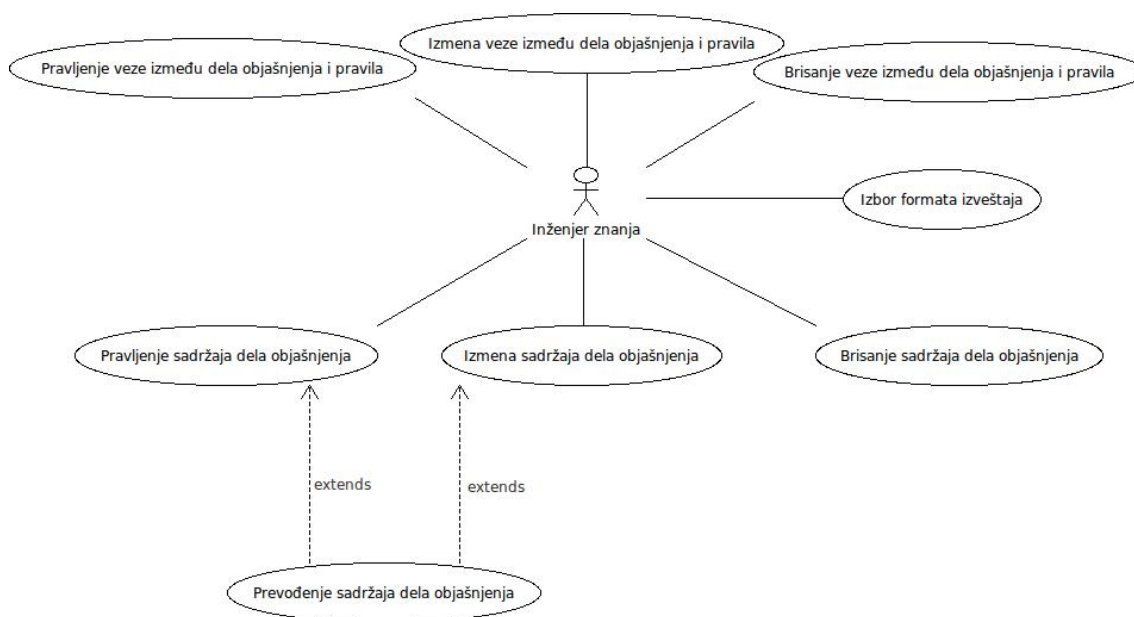 Izmena veze između dela objašnjenja i pravila
Pravljenje veze između dela objašnjenja i pravila
Brisanje veze između dela objašnjenja i pravila
Izbor formata izveštaja
Inženjer znanja
Pravljenje sadržaja dela objašnjenja
Izmena sadržaja dela objašnjenja
Brisanje sadržaja dela objašnjenja
extends
extends
Prevođenje sadržaja dela objašnjenja